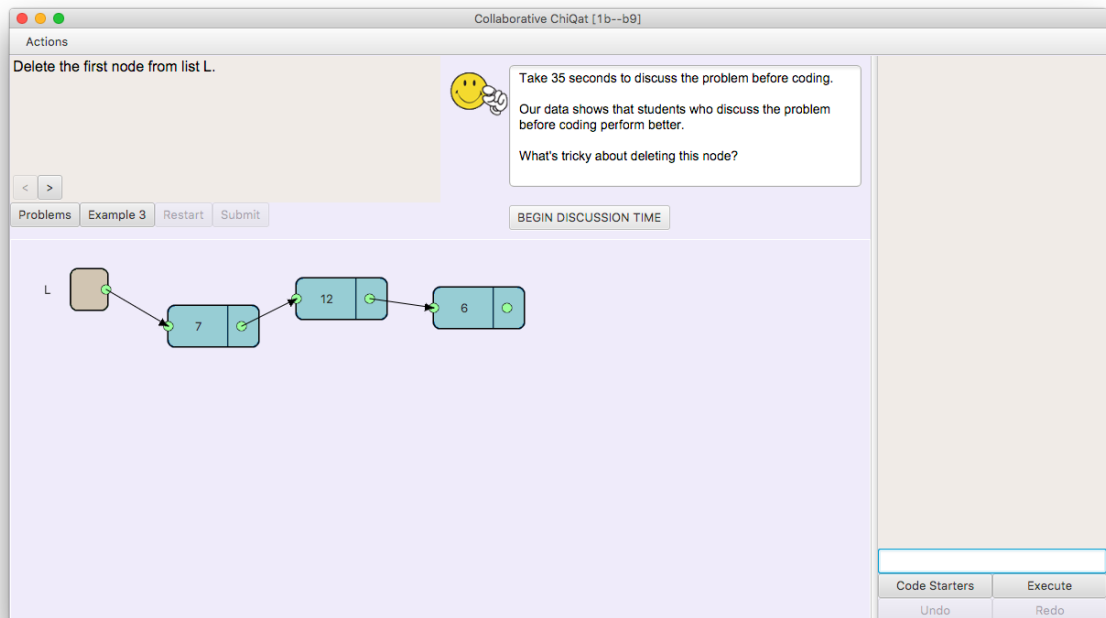 Collaborative ChiQat [1b--b9]
Actions
Delete the first node from list L.
Take 35 seconds to discuss the problem before coding.
Our data shows that students who discuss the problem
before coding perform better.
What's tricky about deleting this node?
< >
Problems Example 3 Restart Submit
BEGIN DISCUSSION TIME
L
7
12
6
Code Starters Execute
Undo Redo